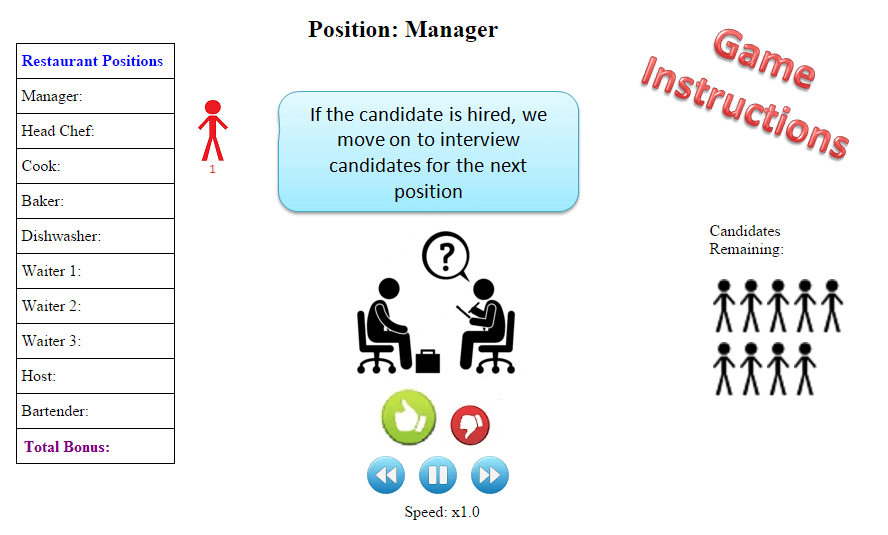 Position: Manager
Game
Instructions
Restaurant Positions
Manager:
Head Chef:
Cook:
Baker:
Dishwasher:
Waiter 1:
Waiter 2:
Waiter 3:
Host:
Bartender:
Total Bonus:
1
If the candidate is hired, we
move on to interview
candidates for the next
position
?
Candidates
Remaining:
Speed: x1.0